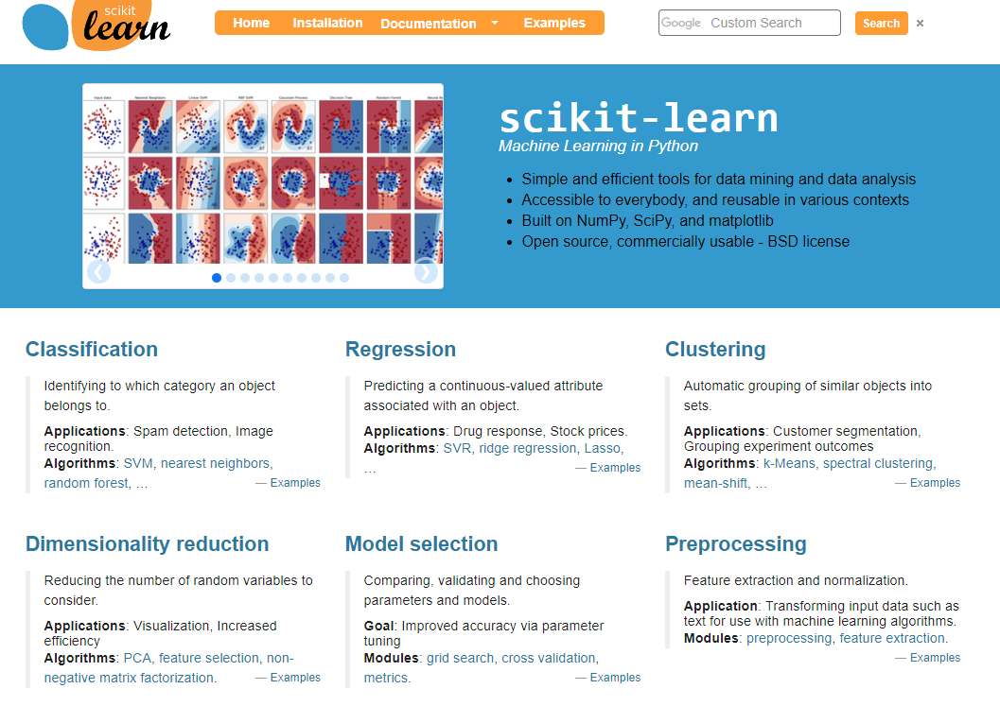 scikit
learn
Home Installation Documentation Examples
Google Custom Search Search ×
Input data Nearest Neighbors Linear SVM RBF SVM Gaussian Process Decision Tree Random Forest
scikit-learn
Machine Learning in Python
• Simple and efficient tools for data mining and data analysis
• Accessible to everybody, and reusable in various contexts
• Built on NumPy, SciPy, and matplotlib
• Open source, commercially usable - BSD license
Classification
Identifying to which category an object
belongs to.
Applications: Spam detection, Image
recognition.
Algorithms: SVM, nearest neighbors,
random forest, … — Examples
Regression
Predicting a continuous-valued attribute
associated with an object.
Applications: Drug response, Stock prices.
Algorithms: SVR, ridge regression, Lasso,
… — Examples
Clustering
Automatic grouping of similar objects into
sets.
Applications: Customer segmentation,
Grouping experiment outcomes
Algorithms: k-Means, spectral clustering,
mean-shift, … — Examples
Dimensionality reduction
Reducing the number of random variables to
consider.
Applications: Visualization, Increased
efficiency
Algorithms: PCA, feature selection, non-
negative matrix factorization. — Examples
Model selection
Comparing, validating and choosing
parameters and models.
Goal: Improved accuracy via parameter
tuning
Modules: grid search, cross validation,
metrics. — Examples
Preprocessing
Feature extraction and normalization.
Application: Transforming input data such as
text for use with machine learning algorithms.
Modules: preprocessing, feature extraction.
— Examples